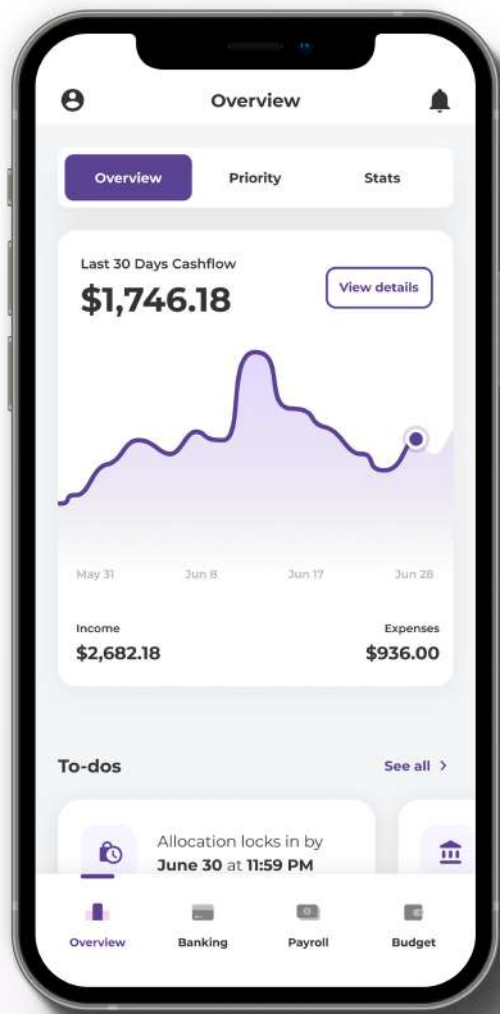 Overview
Overview
Priority
Stats
Last 30 Days Cashflow
$1,746.18
View details
May 31
Jun 8
Jun 17
Jun 28
Income
Expenses
$2,682.18
$936.00
To-dos
See all
Allocation locks in by
June 30 at 11:59 PM
Overview
Banking
Payroll
Budget